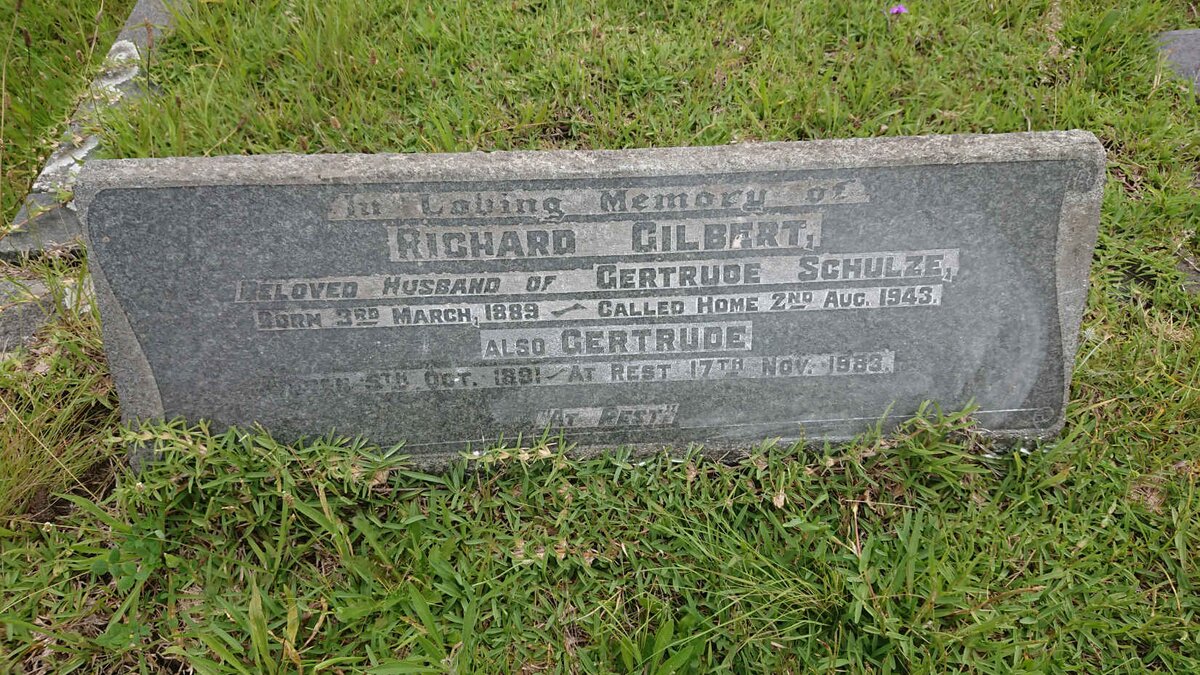 In Loving Memory of
RICHARD GILBERT,
BELOVED HUSBAND OF GERTRUDE SCHULZE,
BORN 3RD MARCH, 1889 – CALLED HOME 2ND AUG. 1943.
ALSO GERTRUDE
5TH OCT. 1891 – AT REST 17TH NOV. 1983.
"AT REST"